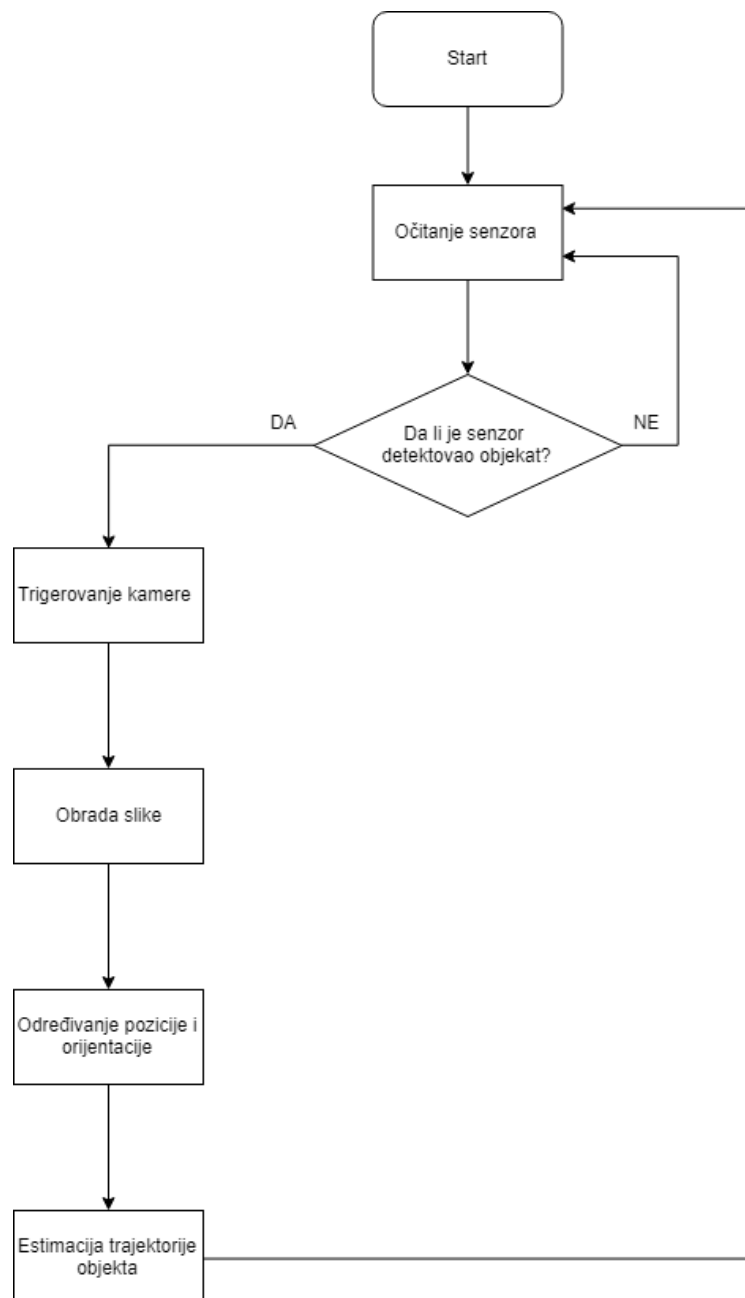 Start
Očitanje senzora
Da li je senzor
detektovao objekat?
DA
NE
Trigerovanje kamere
Obrada slike
Određivanje pozicije i
orijentacije
Estimacija trajektorije
objekta